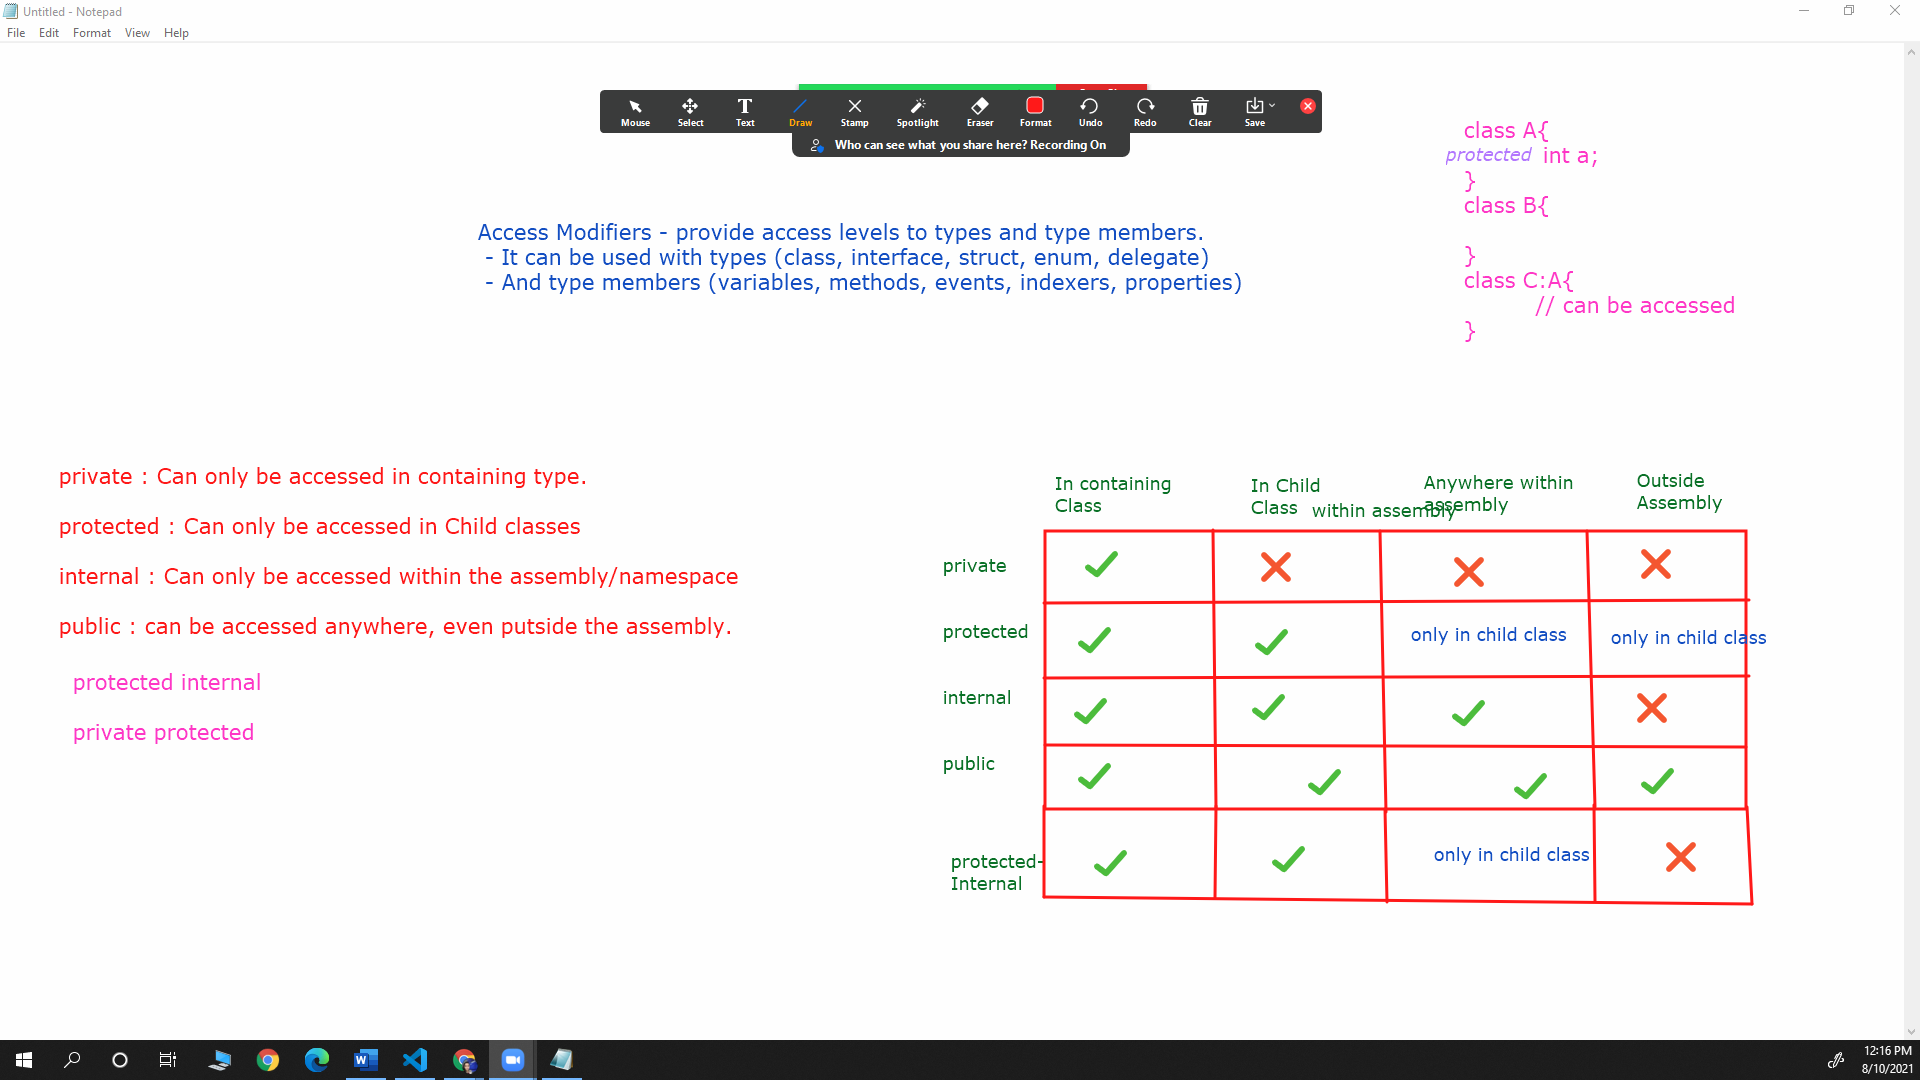 Untitled - Notepad
File Edit Format View Help
Mouse Select Text Draw Stamp Spotlight Eraser Format Undo Redo Clear Save
Who can see what you share here? Recording On
class A{
protected int a;
}
class B{
}
class C:A{
// can be accessed
}
Access Modifiers - provide access levels to types and type members.
- It can be used with types (class, interface, struct, enum, delegate)
- And type members (variables, methods, events, indexers, properties)
private : Can only be accessed in containing type.
protected : Can only be accessed in Child classes
internal : Can only be accessed within the assembly/namespace
public : can be accessed anywhere, even putside the assembly.
protected internal
private protected
In containing
Class
In Child
Class within assembly
Anywhere within
assembly
Outside
Assembly
private
protected only in child class only in child class
internal
public
protected-
Internal
only in child class
12:16 PM
8/10/2021